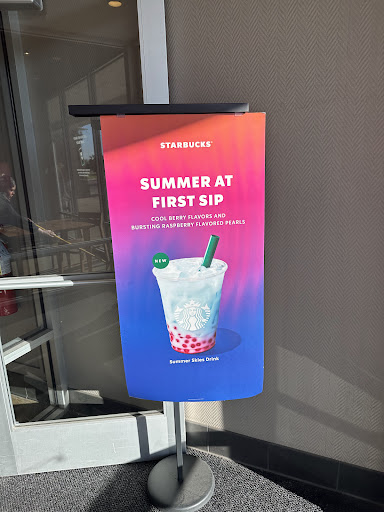 STARBUCKS®
SUMMER AT
FIRST SIP
COOL BERRY FLAVORS AND
BURSTING RASPBERRY FLAVORED PEARLS
NEW
Summer Skies Drink